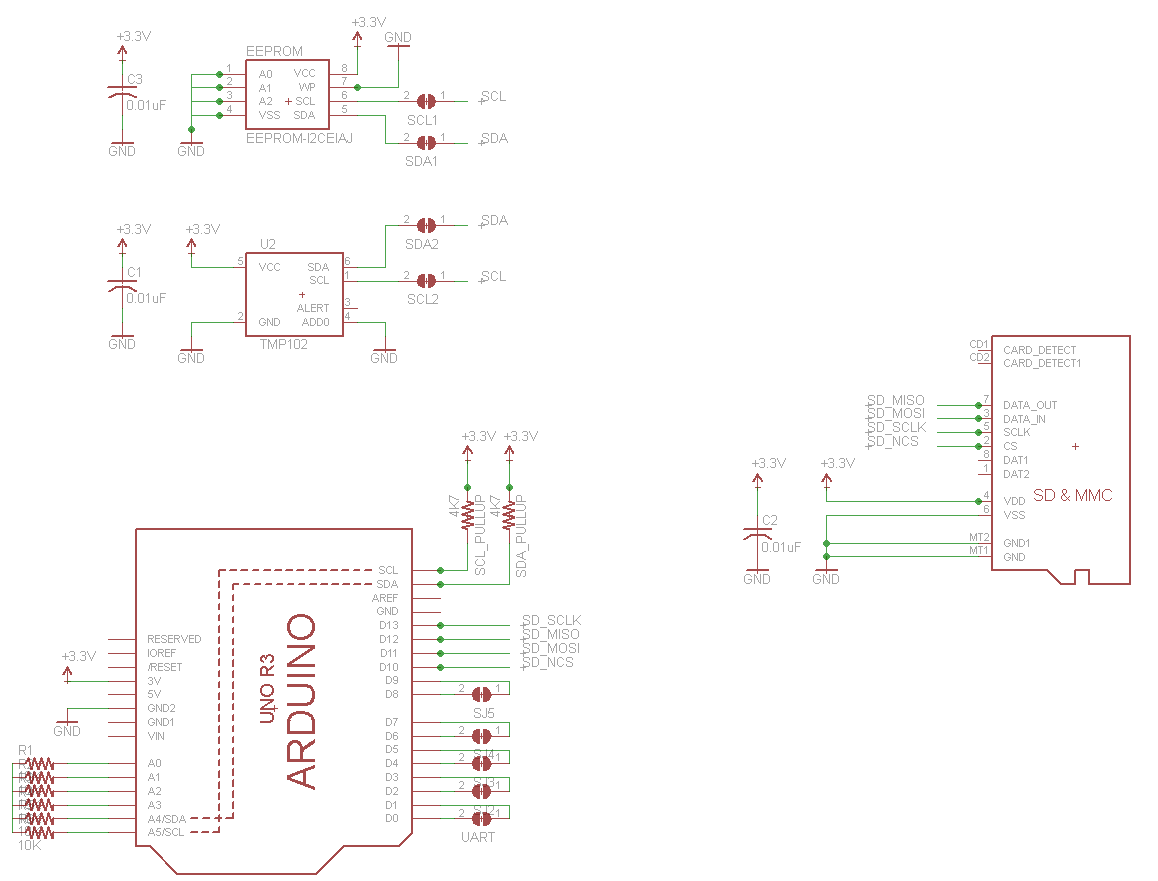 +3.3V
+3.3V
GND
EEPROM
C3
0.01uF
GND
GND
1 A0 VCC 8
2 A1 WP 7
3 A2 SCL 6
4 VSS SDA 5
EEPROM-I2CEIAJ
2 1 SCL
SCL1
2 1 SDA
SDA1
+3.3V
+3.3V
C1
0.01uF
GND
GND
U2
5 VCC SDA 6
SCL 1
ALERT 3
2 GND ADD0 4
TMP102
GND
2 1 SDA
SDA2
2 1 SCL
SCL2
CD1 CARD_DETECT
CD2 CARD_DETECT1
SD_MISO 7 DATA_OUT
SD_MOSI 3 DATA_IN
SD_SCLK 5 SCLK
SD_NCS 2 CS
8 DAT1
1 DAT2
4 VDD
6 VSS
MT2 GND1
MT1 GND
SD & MMC
+3.3V
+3.3V
C2
0.01uF
GND
GND
+3.3V
+3.3V
4K7
SCL_PULLUP
4K7
SDA_PULLUP
SCL
SDA
AREF
GND
D13 SD_SCLK
D12 SD_MISO
D11 SD_MOSI
D10 SD_NCS
D9
D8 2 1
SJ5
D7
D6 2 1
SJ4
D5
D4 2 1
SJ3
D3
D2 2 1
SJ2
D1
D0 2 1
UART
UNO R3
ARDUINO
RESERVED
IOREF
/RESET
+3.3V
3V
5V
GND2
GND
GND1
VIN
R1
A0
A1
A2
A3
A4/SDA
A5/SCL
10K